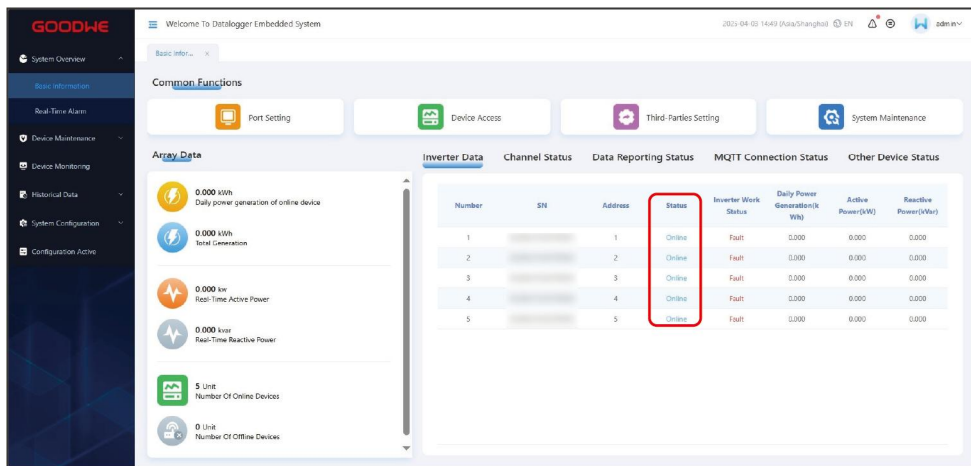 GOODWE
Welcome To Datalogger Embedded System
2025-04-03 14:49 (Asia/Shanghai) EN admin
System Overview
Basic Information
Real-Time Alarm
Device Maintenance
Device Monitoring
Historical Data
System Configuration
Configuration Active
Basic Infor... ×
Common Functions
Port Setting
Device Access
Third-Parties Setting
System Maintenance
Array Data
0.000 kWh
Daily power generation of online device
0.000 kWh
Total Generation
0.000 kw
Real-Time Active Power
0.000 kvar
Real-Time Reactive Power
5 Unit
Number Of Online Devices
0 Unit
Number Of Offline Devices
Inverter Data Channel Status Data Reporting Status MQTT Connection Status Other Device Status
Number SN Address Status Inverter Work Status Daily Power Generation(kWh) Active Power(kW) Reactive Power(kVar)
1 1 Online Fault 0.000 0.000 0.000
2 2 Online Fault 0.000 0.000 0.000
3 3 Online Fault 0.000 0.000 0.000
4 4 Online Fault 0.000 0.000 0.000
5 5 Online Fault 0.000 0.000 0.000